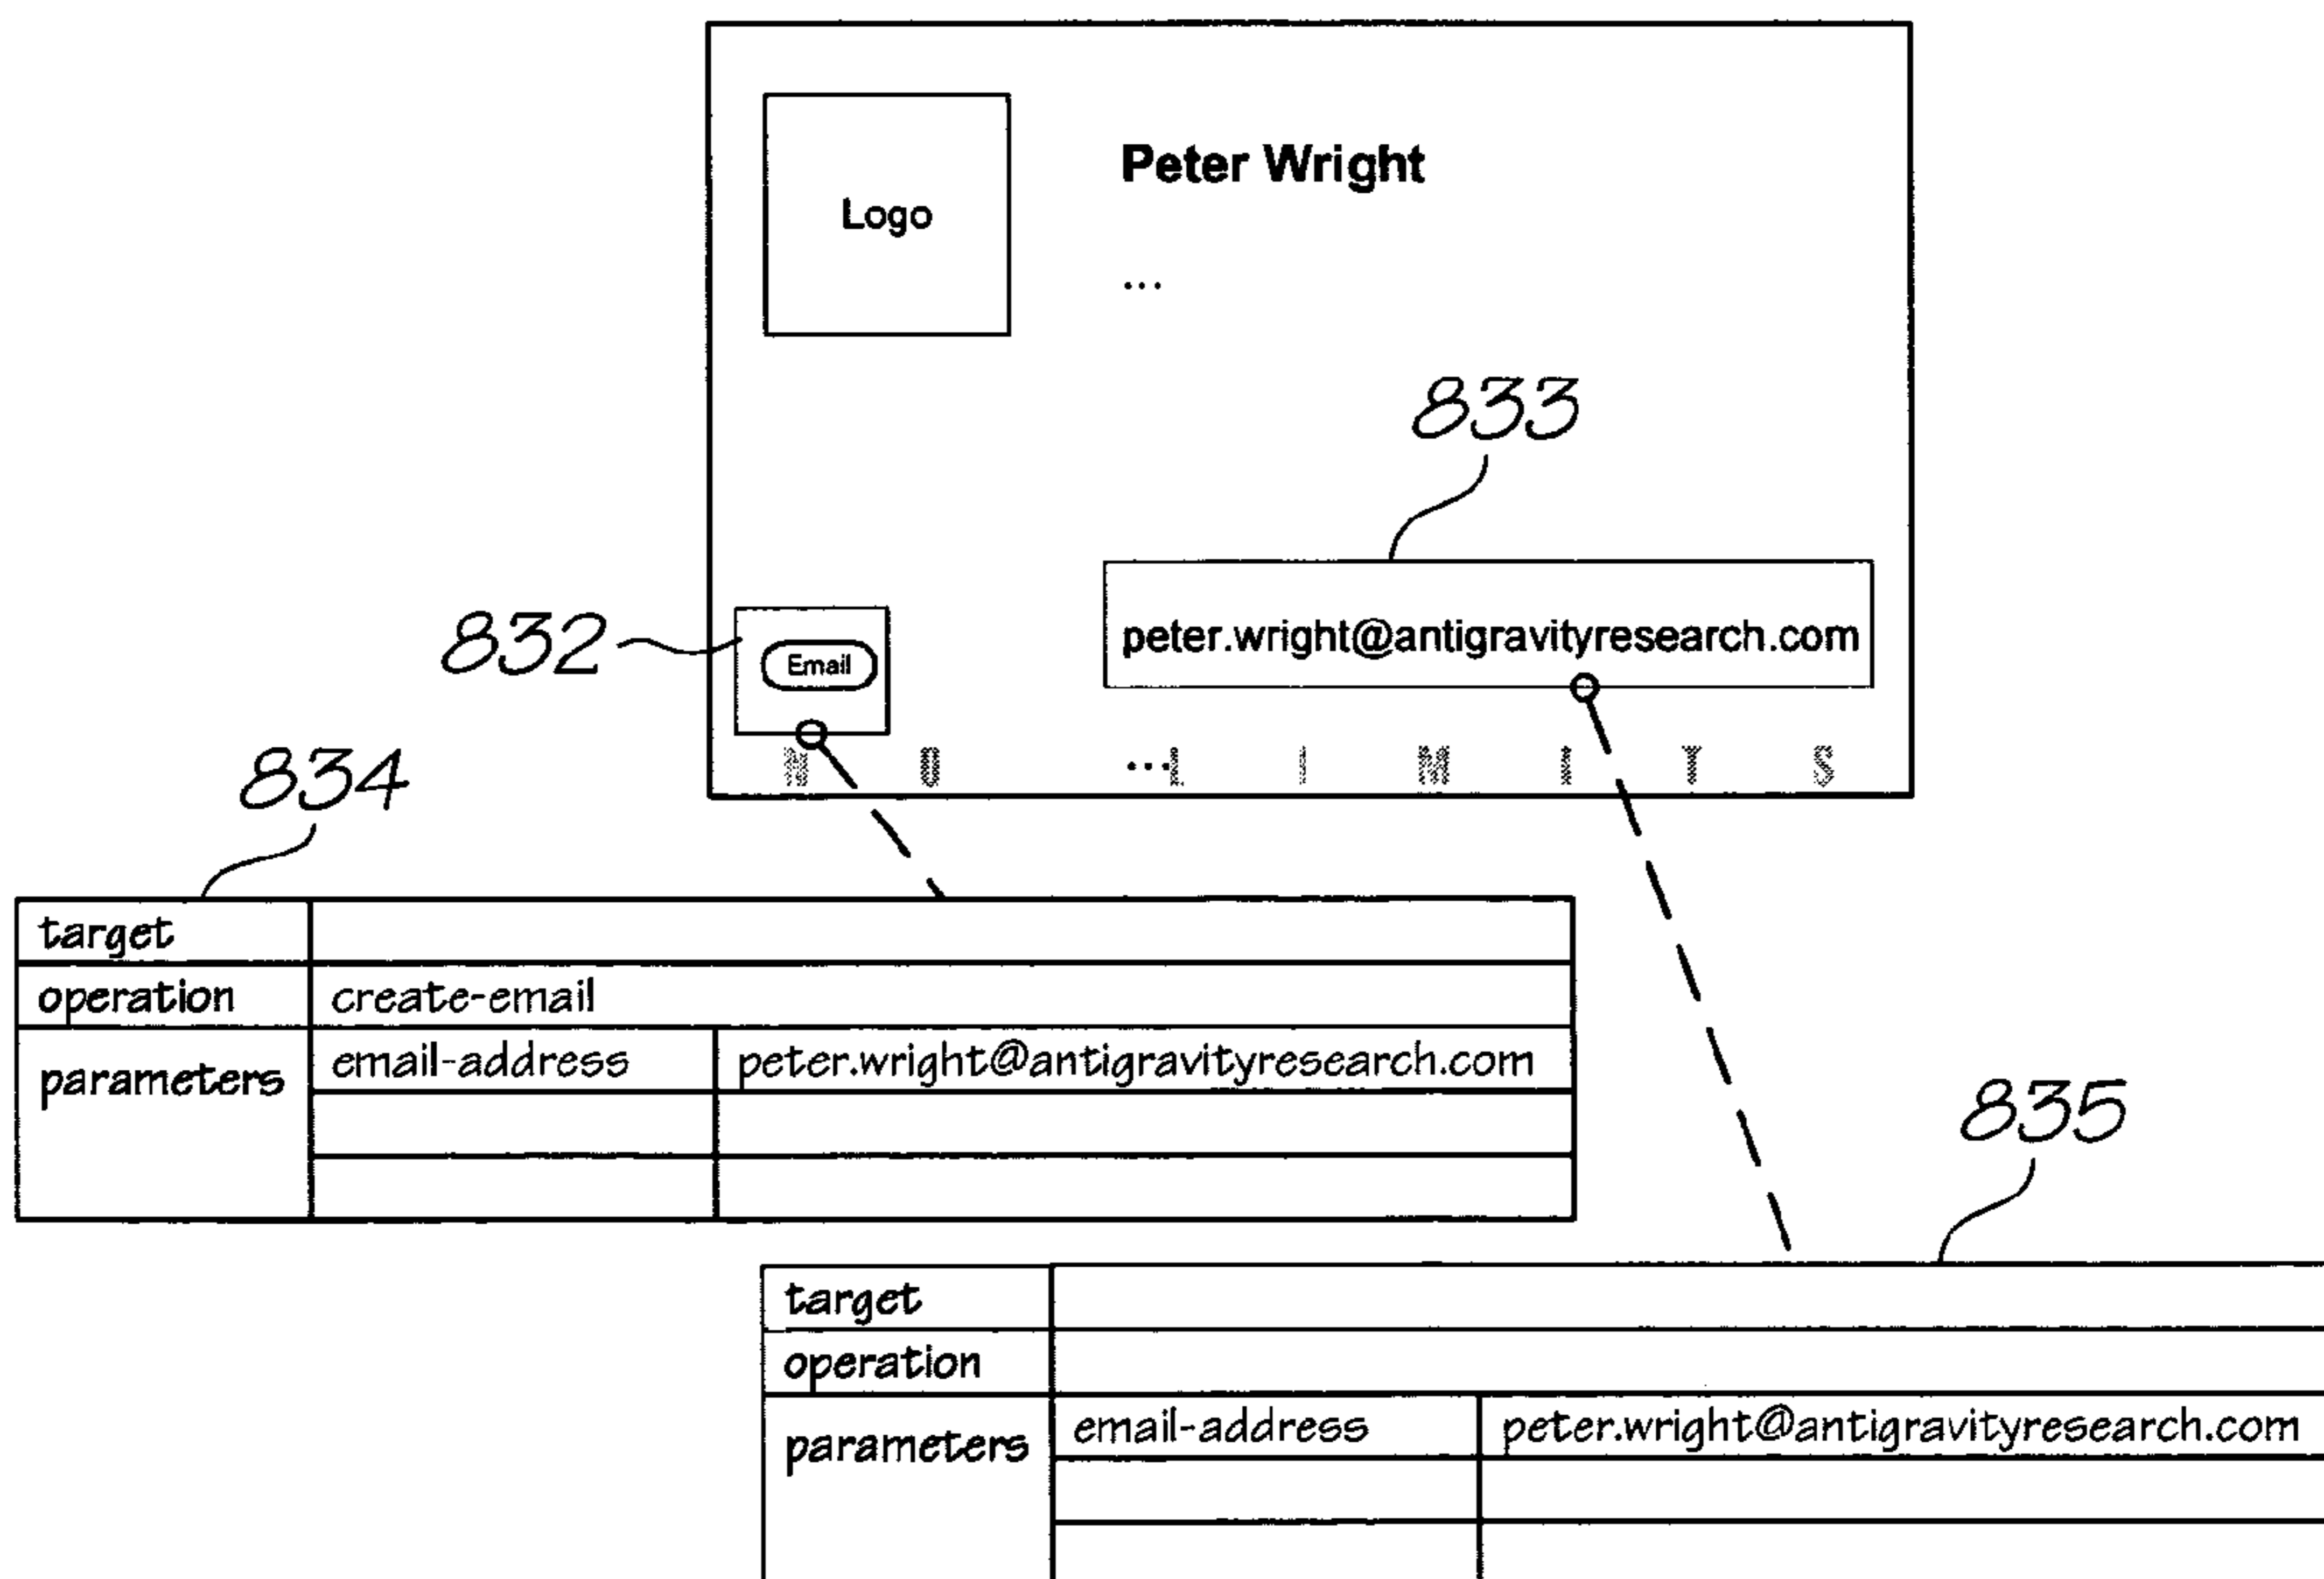 Logo
Peter Wright
...
833
peter.wright@antigravityresearch.com
832
Email
N O ... L I M I T S
834
target
operation create-email
parameters email-address peter.wright@antigravityresearch.com
835
target
operation
parameters email-address peter.wright@antigravityresearch.com